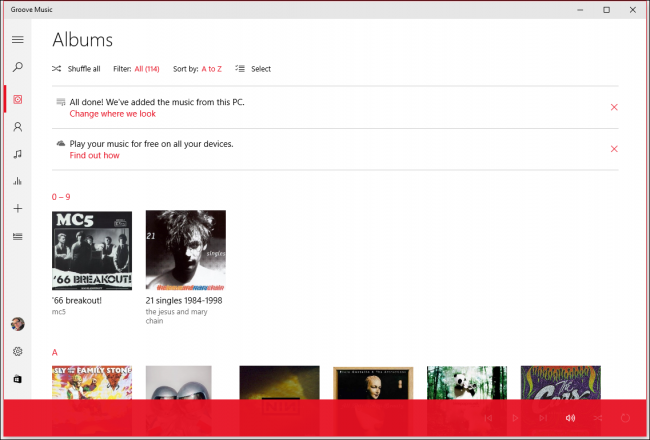 Groove Music
Albums
Shuffle all Filter: All (114) Sort by: A to Z Select
All done! We've added the music from this PC.
Change where we look
Play your music for free on all your devices.
Find out how
0 – 9
MC5
'66 BREAKOUT!
21
singles
'66 breakout!
mc5
21 singles 1984-1998
the jesus and mary
chain
A
SLY AND THE FAMILY STONE